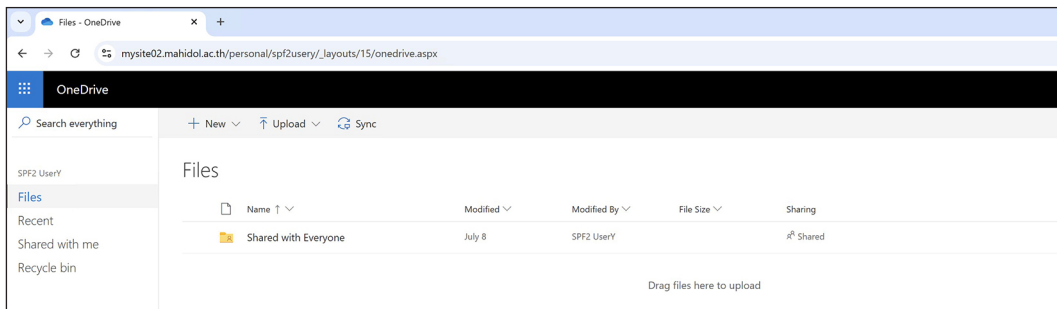 Files - OneDrive
mysite02.mahidol.ac.th/personal/spf2usery/_layouts/15/onedrive.aspx
OneDrive
Search everything
New Upload Sync
SPF2 UserY
Files
Recent
Shared with me
Recycle bin
Files
Name Modified Modified By File Size Sharing
Shared with Everyone July 8 SPF2 UserY Shared
Drag files here to upload